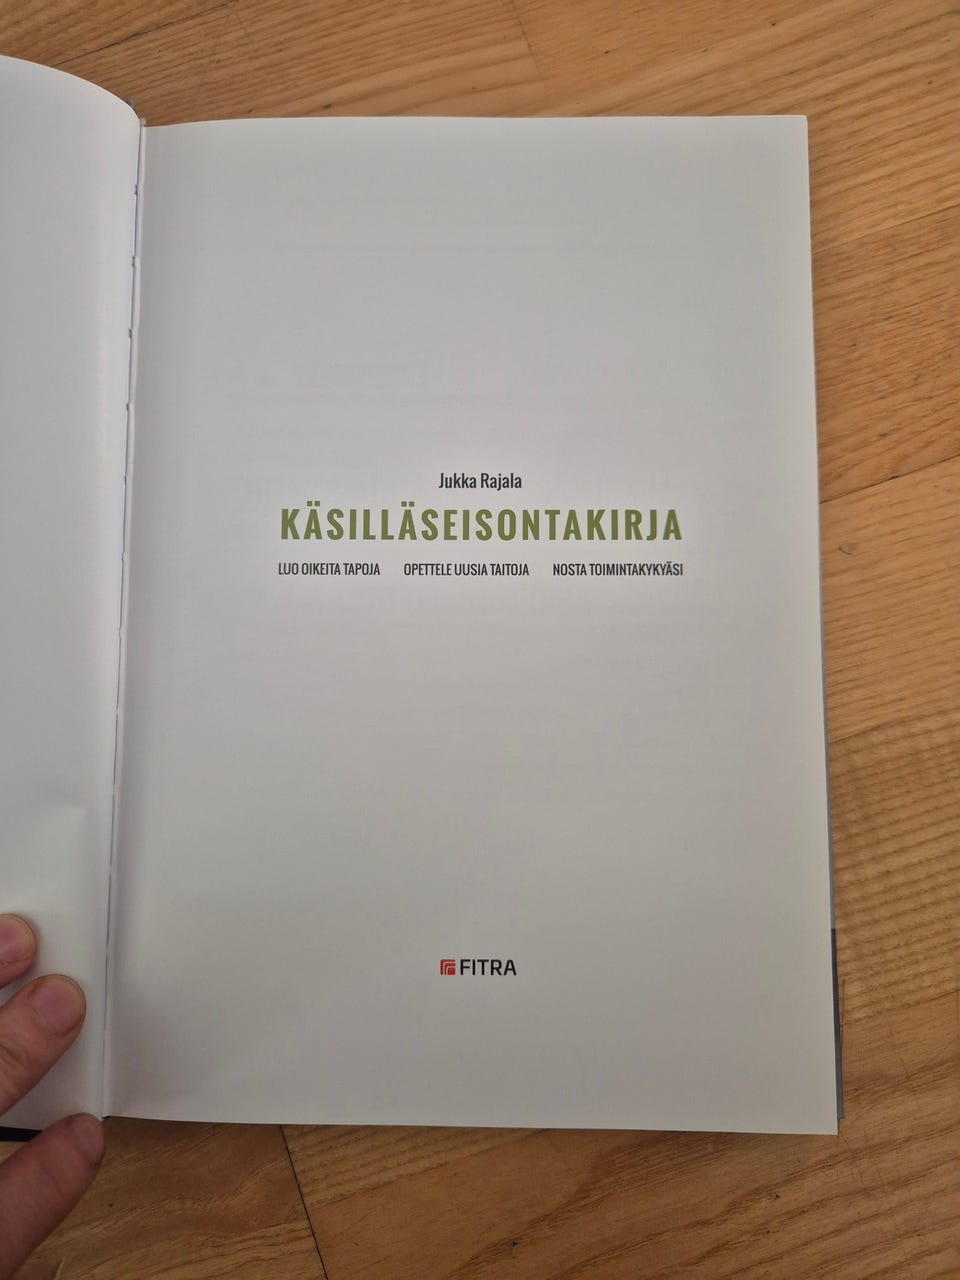 Jukka Rajala
KÄSILLÄSEISONTAKIRJA
LUO OIKEITA TAPOJA OPETTELE UUSIA TAITOJA NOSTA TOIMINTAKYKYÄSI
FITRA